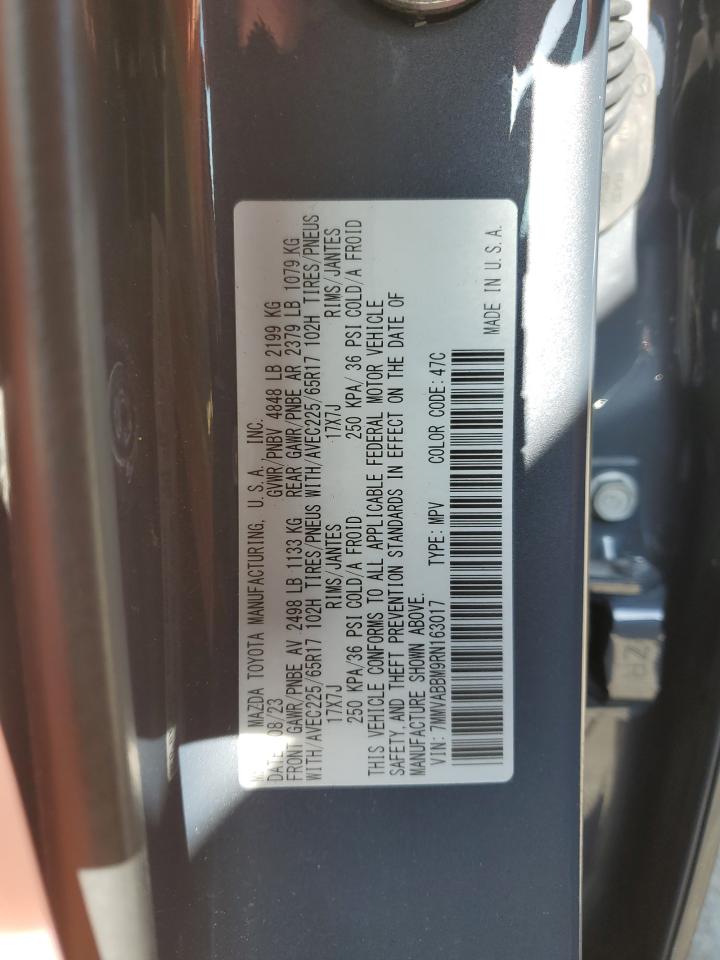 MAZDA TOYOTA MANUFACTURING, U.S.A., INC.
DATE 08/23 GVWR/PNBV 4848 LB 2199 KG
FRONT GAWR/PNBE AV 2498 LB 1133 KG REAR GAWR/PNBE AR 2379 LB 1079 KG
WITH/AVEC225/65R17 102H TIRES/PNEUS WITH/AVEC225/65R17 102H TIRES/PNEUS
17X7J RIMS/JANTES 17X7J RIMS/JANTES
250 KPA/36 PSI COLD/A FROID 250 KPA/ 36 PSI COLD/A FROID
THIS VEHICLE CONFORMS TO ALL APPLICABLE FEDERAL MOTOR VEHICLE
SAFETY AND THEFT PREVENTION STANDARDS IN EFFECT ON THE DATE OF
MANUFACTURE SHOWN ABOVE.
VIN: 7MMVABBM9RN163017 TYPE: MPV COLOR CODE: 47C
MADE IN U.S.A.
ZR